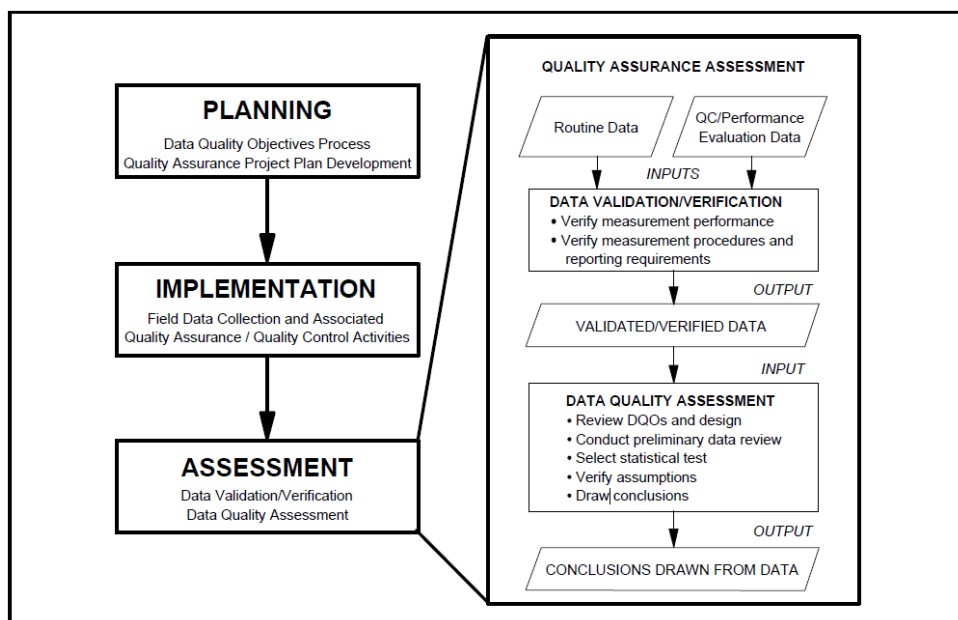 PLANNING
Data Quality Objectives Process
Quality Assurance Project Plan Development
IMPLEMENTATION
Field Data Collection and Associated
Quality Assurance / Quality Control Activities
ASSESSMENT
Data Validation/Verification
Data Quality Assessment
QUALITY ASSURANCE ASSESSMENT
Routine Data
QC/Performance
Evaluation Data
INPUTS
DATA VALIDATION/VERIFICATION
• Verify measurement performance
• Verify measurement procedures and
reporting requirements
OUTPUT
VALIDATED/VERIFIED DATA
INPUT
DATA QUALITY ASSESSMENT
• Review DQOs and design
• Conduct preliminary data review
• Select statistical test
• Verify assumptions
• Draw conclusions
OUTPUT
CONCLUSIONS DRAWN FROM DATA